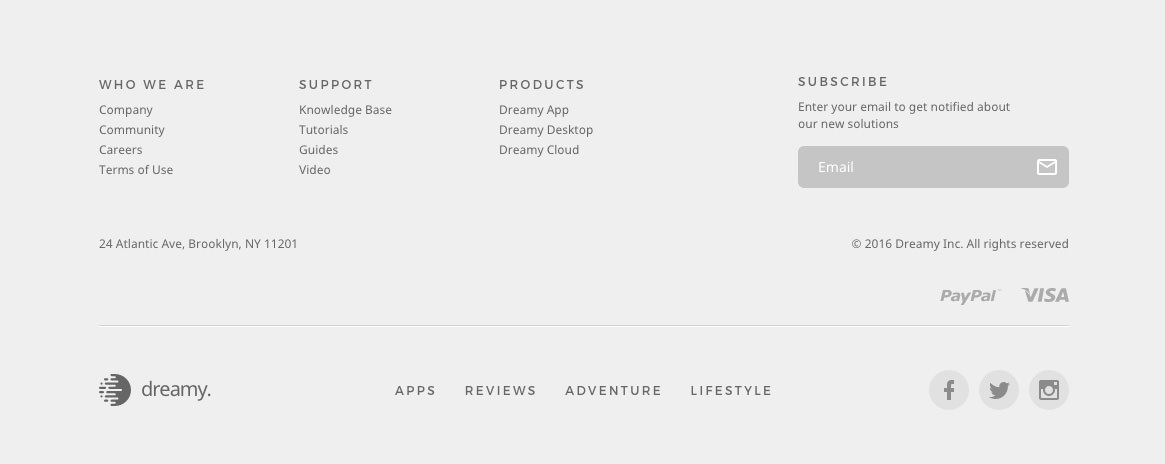 WHO WE ARE
Company
Community
Careers
Terms of Use
SUPPORT
Knowledge Base
Tutorials
Guides
Video
PRODUCTS
Dreamy App
Dreamy Desktop
Dreamy Cloud
SUBSCRIBE
Enter your email to get notified about
our new solutions
Email
24 Atlantic Ave, Brooklyn, NY 11201
© 2016 Dreamy Inc. All rights reserved
PayPal™ VISA
dreamy.
APPS REVIEWS ADVENTURE LIFESTYLE